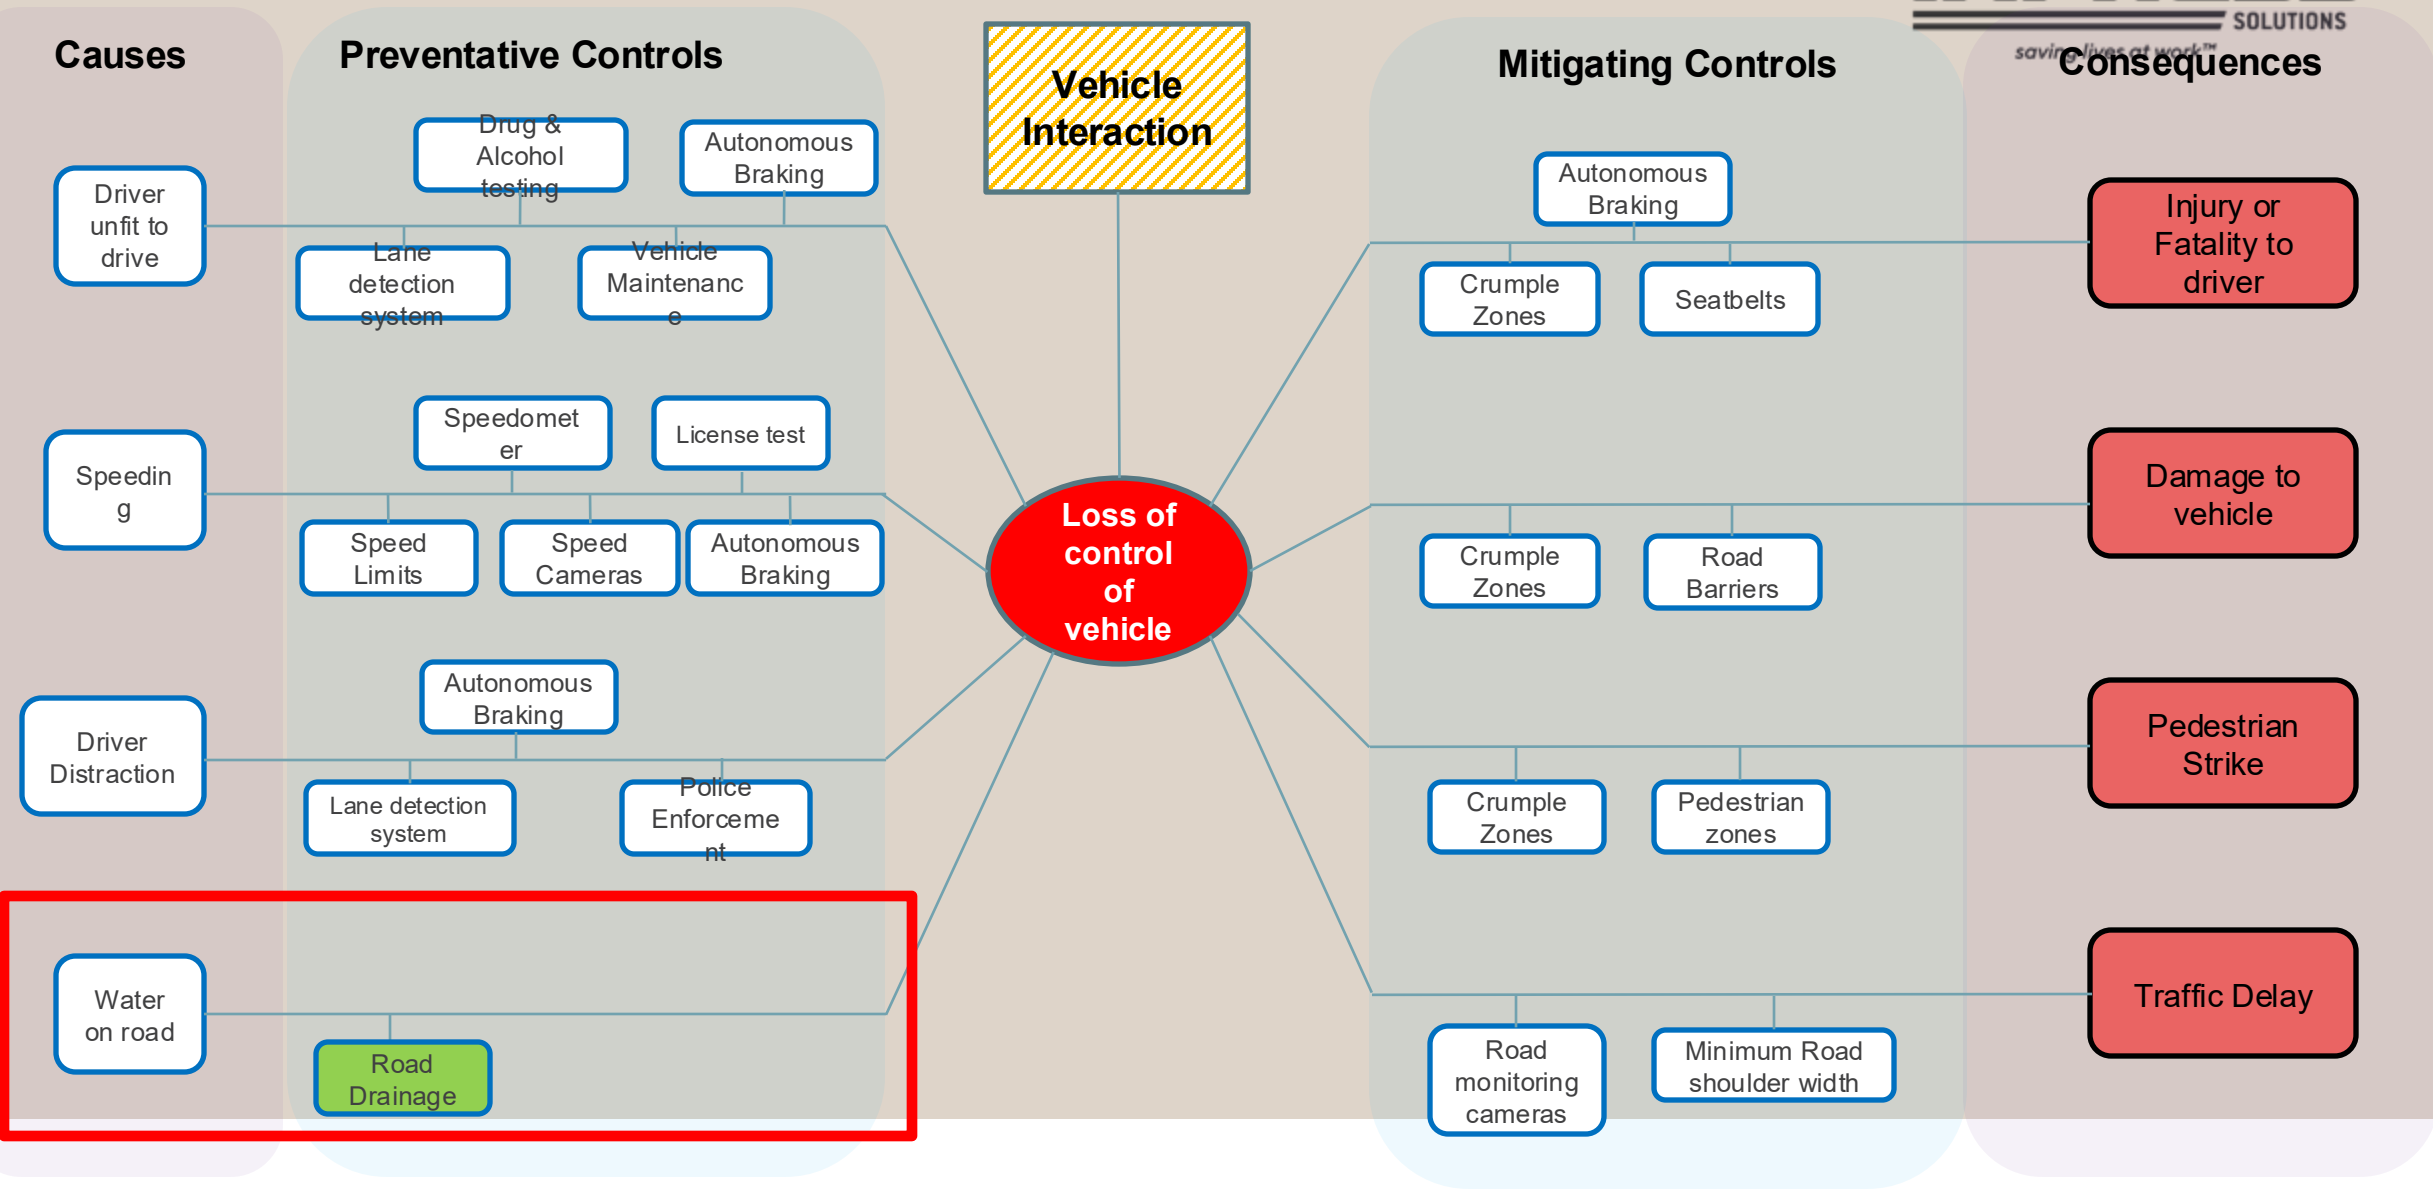 SOLUTIONS
saving lives at work™
Causes
Preventative Controls
Vehicle
Interaction
Mitigating Controls
Consequences
Driver
unfit to
drive
Drug &
Alcohol
testing
Autonomous
Braking
Lane
detection
system
Vehicle
Maintenanc
e
Autonomous
Braking
Crumple
Zones
Seatbelts
Injury or
Fatality to
driver
Speedin
g
Speedomet
er
License test
Speed
Limits
Speed
Cameras
Autonomous
Braking
Loss of
control
of
vehicle
Crumple
Zones
Road
Barriers
Damage to
vehicle
Driver
Distraction
Autonomous
Braking
Lane detection
system
Police
Enforceme
nt
Crumple
Zones
Pedestrian
zones
Pedestrian
Strike
Water
on road
Road
Drainage
Road
monitoring
cameras
Minimum Road
shoulder width
Traffic Delay